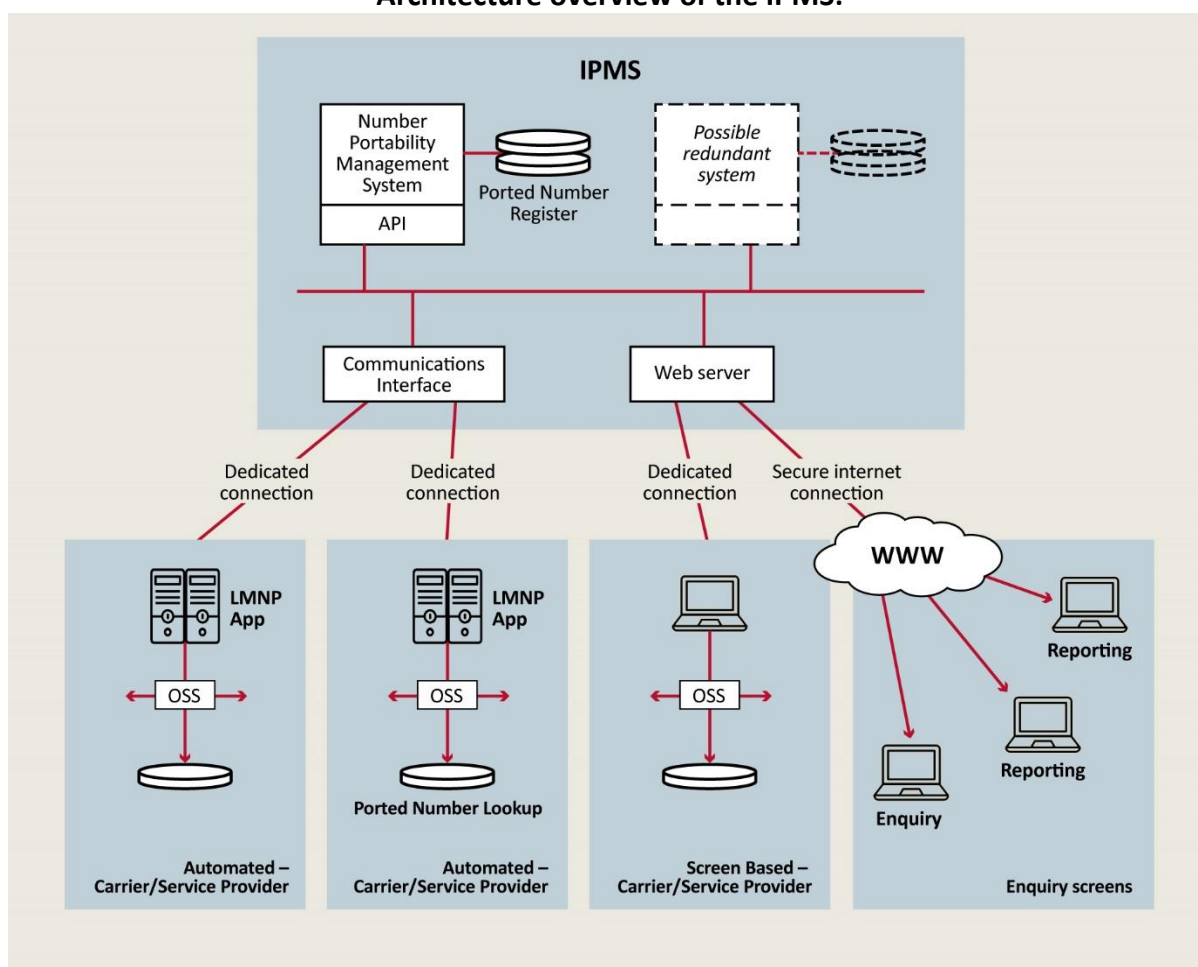 Architecture overview of the IPMS:
IPMS
Number
Portability
Management
System
API
Ported Number
Register
Possible
redundant
system
Communications
Interface
Web server
Dedicated
connection
Dedicated
connection
Dedicated
connection
Secure internet
connection
WWW
LMNP
App
OSS
Automated –
Carrier/Service Provider
LMNP
App
OSS
Ported Number Lookup
Automated –
Carrier/Service Provider
OSS
Screen Based –
Carrier/Service Provider
Reporting
Reporting
Enquiry
Enquiry screens